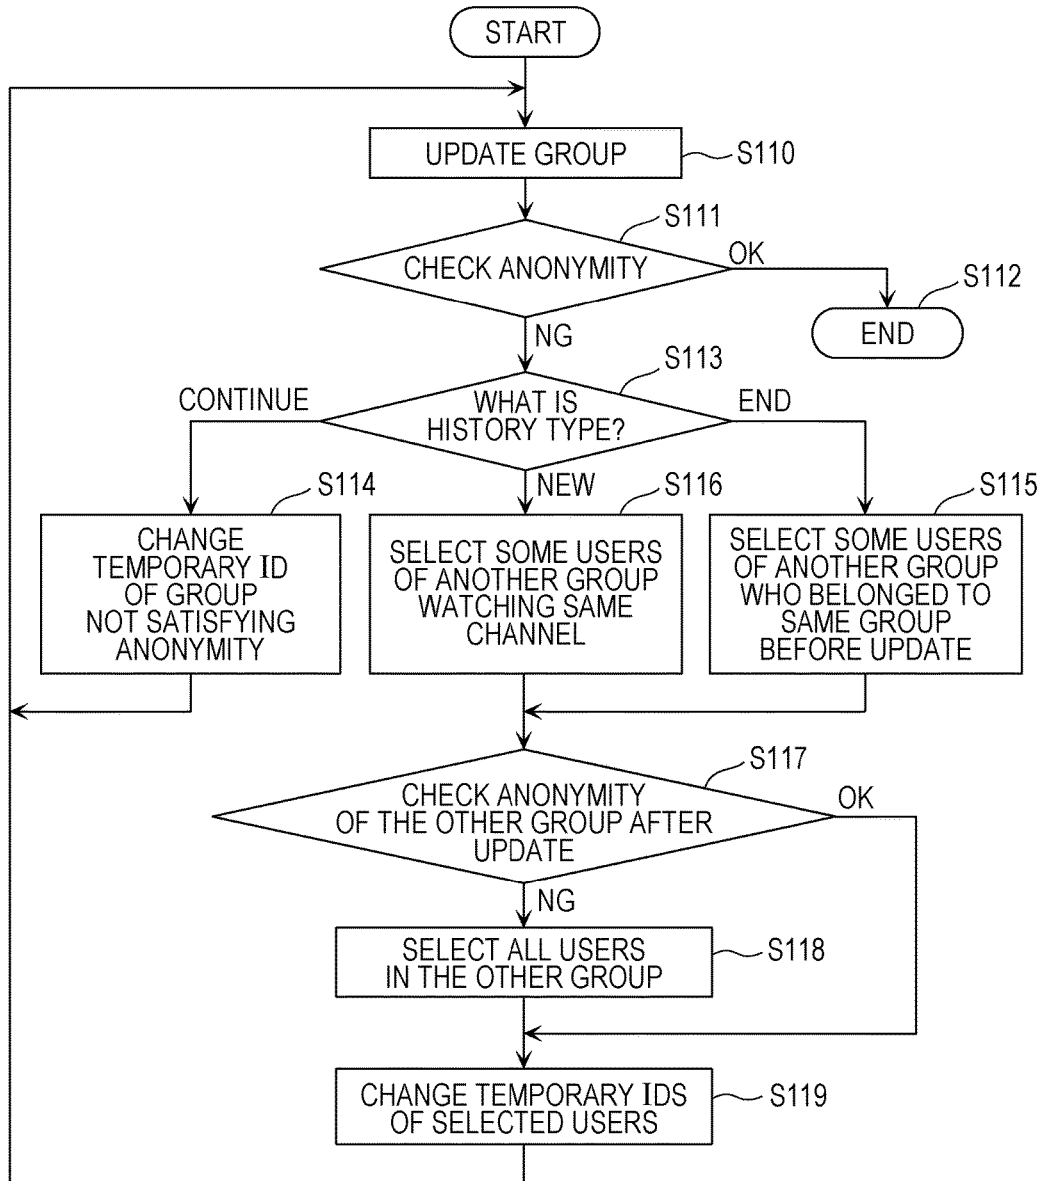 START
UPDATE GROUP
S110
S111
CHECK ANONYMITY
OK
S112
END
NG
S113
CONTINUE
WHAT IS
HISTORY TYPE?
END
NEW
S114
CHANGE
TEMPORARY ID
OF GROUP
NOT SATISFYING
ANONYMITY
S116
SELECT SOME USERS
OF ANOTHER GROUP
WATCHING SAME
CHANNEL
S115
SELECT SOME USERS
OF ANOTHER GROUP
WHO BELONGED TO
SAME GROUP
BEFORE UPDATE
S117
CHECK ANONYMITY
OF THE OTHER GROUP AFTER
UPDATE
OK
NG
SELECT ALL USERS
IN THE OTHER GROUP
S118
CHANGE TEMPORARY IDS
OF SELECTED USERS
S119